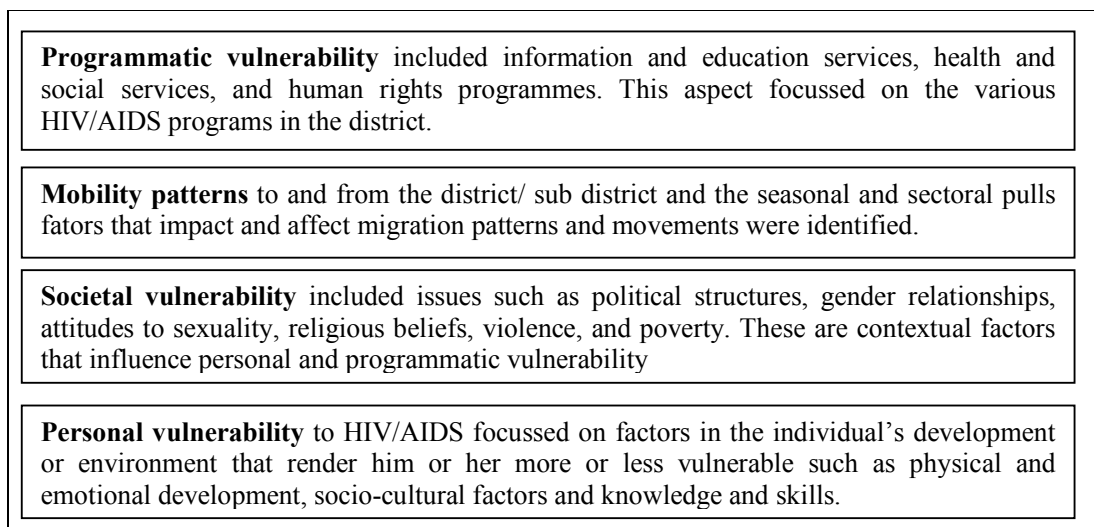 Programmatic vulnerability included information and education services, health and
social services, and human rights programmes. This aspect focussed on the various
HIV/AIDS programs in the district.
Mobility patterns to and from the district/ sub district and the seasonal and sectoral pulls
fators that impact and affect migration patterns and movements were identified.
Societal vulnerability included issues such as political structures, gender relationships,
attitudes to sexuality, religious beliefs, violence, and poverty. These are contextual factors
that influence personal and programmatic vulnerability
Personal vulnerability to HIV/AIDS focussed on factors in the individual’s development
or environment that render him or her more or less vulnerable such as physical and
emotional development, socio-cultural factors and knowledge and skills.